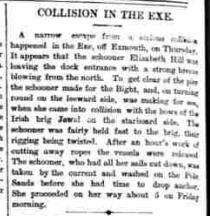 COLLISION IN THE EXE.
A narrow escape from a serious collision
happened in the Exe, off Exmouth, on Thursday.
It appears that the schooner Elizabeth Hill was
leaving the dock entrance with a strong breeze
blowing from the north. To get clear of the pier
the schooner made for the Bight, and, on turning
round on the leeward side, was making for sea,
when she came into collision with the bows of the
Irish brig Jewel on the starboard side. The
schooner was fairly held fast to the brig, their
rigging being twisted. After an hour's work of
cutting away ropes the vessels were released
The schooner, who had all her sails cut down, was
taken by the current and washed on the Pole
Sands before she had time to drop anchor.
She proceeded on her way about 5 on Friday
morning.